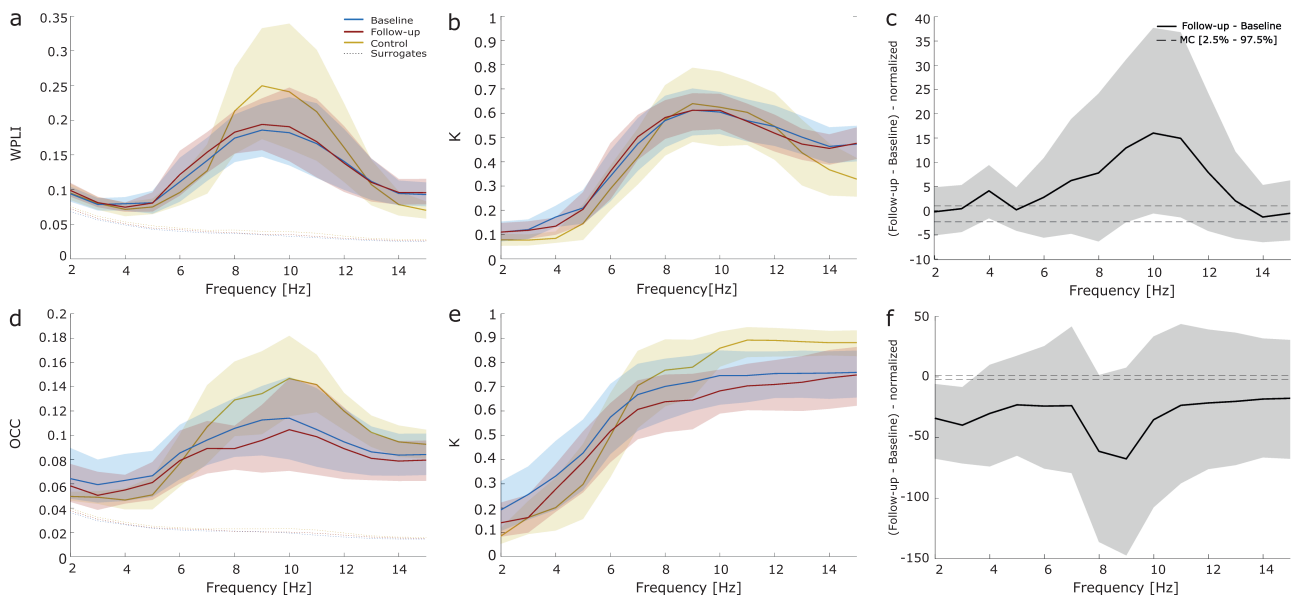 a
0.35
0.3
0.25
0.2
0.15
0.1
0.05
0
WPLI
2 4 6 8 10 12 14
Frequency [Hz]
Baseline
Follow-up
Control
Surrogates
b
1
0.9
0.8
0.7
0.6
0.5
0.4
0.3
0.2
0.1
0
K
2 4 6 8 10 12 14
Frequency[Hz]
c
40
35
30
25
20
15
10
5
0
5
10
(Follow-up - Baseline) - normalized
2 4 6 8 10 12 14
Frequency [Hz]
Follow-up - Baseline
MC [2.5% - 97.5%]
d
0.2
0.18
0.16
0.14
0.12
0.1
0.08
0.06
0.04
0.02
0
OCC
2 4 6 8 10 12 14
Frequency [Hz]
e
1
0.9
0.8
0.7
0.6
0.5
0.4
0.3
0.2
0.1
0
K
2 4 6 8 10 12 14
Frequency [Hz]
f
50
0
-50
-100
-150
(Follow-up - Baseline) - normalized
2 4 6 8 10 12 14
Frequency [Hz]